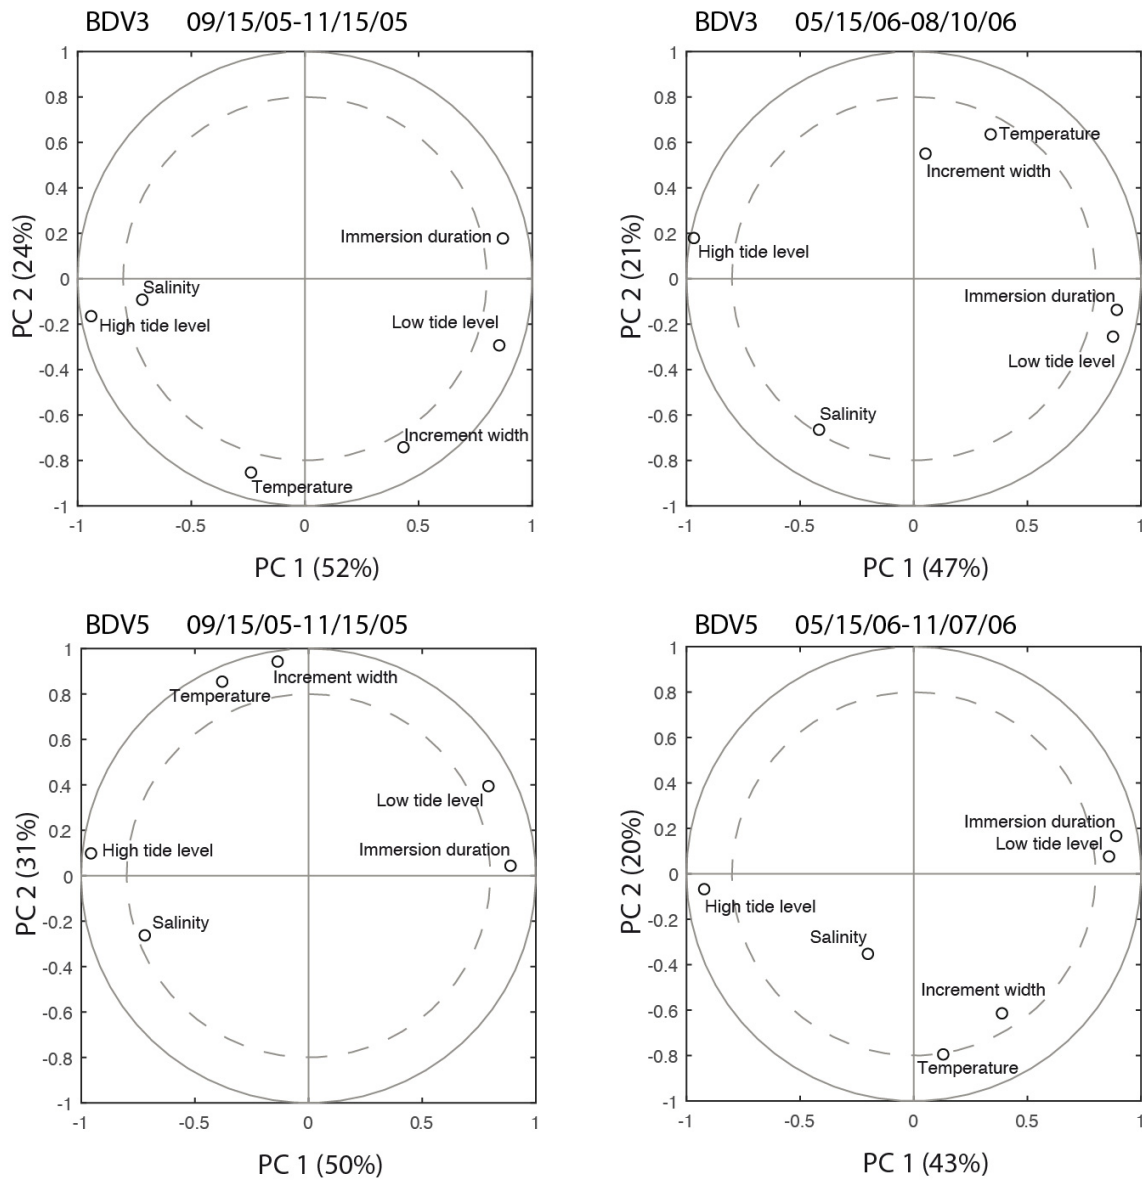 BDV3 09/15/05-11/15/05
1
0.8
0.6
0.4
0.2
0
-0.2
-0.4
-0.6
-0.8
-1
PC 2 (24%)
Immersion duration
Salinity
High tide level
Low tide level
Increment width
Temperature
-1 -0.5 0 0.5 1
PC 1 (52%)
BDV3 05/15/06-08/10/06
1
0.8
0.6
0.4
0.2
0
-0.2
-0.4
-0.6
-0.8
-1
PC 2 (21%)
Temperature
Increment width
High tide level
Immersion duration
Low tide level
Salinity
-1 -0.5 0 0.5 1
PC 1 (47%)
BDV5 09/15/05-11/15/05
1
0.8
0.6
0.4
0.2
0
-0.2
-0.4
-0.6
-0.8
-1
PC 2 (31%)
Increment width
Temperature
Low tide level
High tide level
Immersion duration
Salinity
-1 -0.5 0 0.5 1
PC 1 (50%)
BDV5 05/15/06-11/07/06
1
0.8
0.6
0.4
0.2
0
-0.2
-0.4
-0.6
-0.8
-1
PC 2 (20%)
Immersion duration
Low tide level
High tide level
Salinity
Increment width
Temperature
-1 -0.5 0 0.5 1
PC 1 (43%)